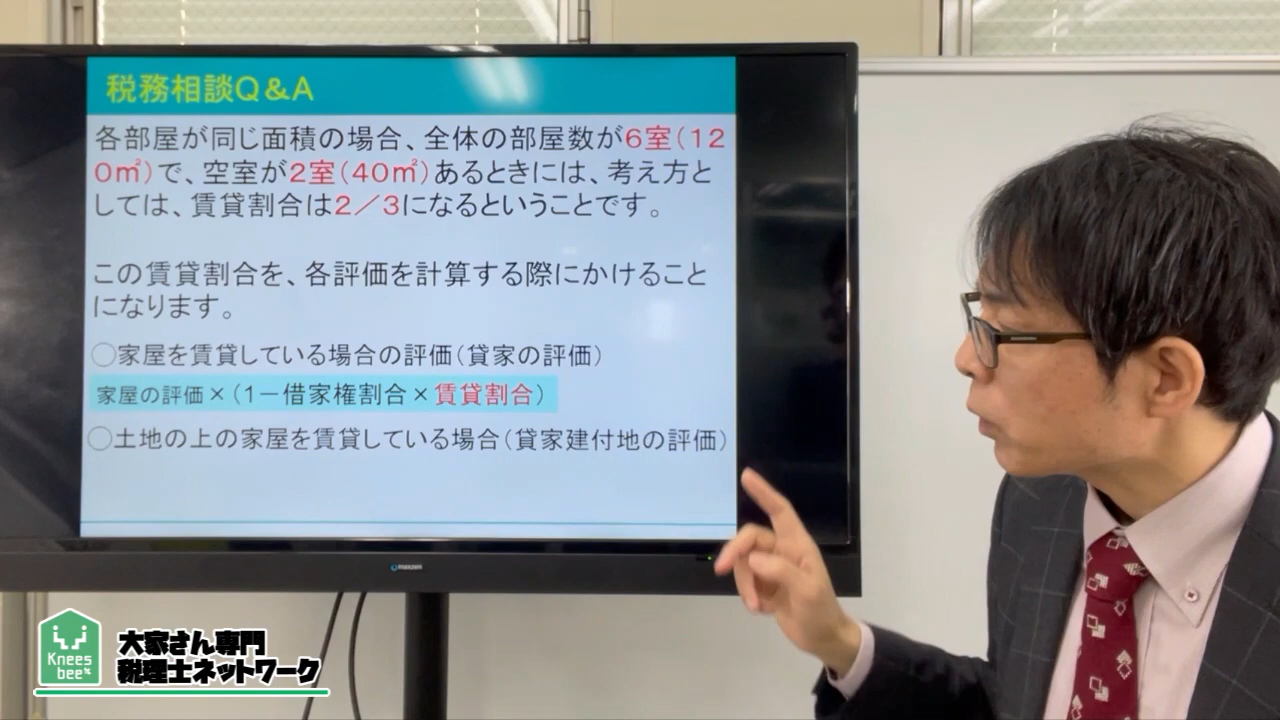 税務相談Q&A
各部屋が同じ面積の場合、全体の部屋数が6室(12
0㎡)で、空室が2室(40㎡)あるときには、考え方と
しては、賃貸割合は2/3になるということです。
この賃貸割合を、各評価を計算する際にかけること
になります。
○家屋を賃貸している場合の評価(貸家の評価)
家屋の評価×(1-借家権割合×賃貸割合)
○土地の上の家屋を賃貸している場合(貸家建付地の評価)
maxzen
Knees
bee
大家さん専門
税理士ネットワーク